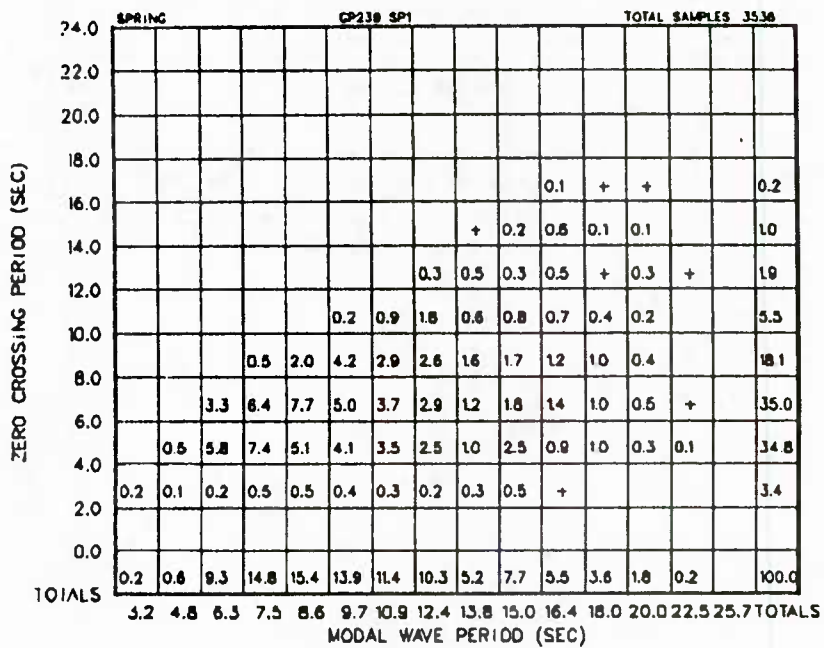 SPRING GP239 SP1 TOTAL SAMPLES 3538
24.0
22.0
20.0
18.0
0.1 + + 0.2
16.0
+ 0.2 0.6 0.1 0.1 1.0
14.0
0.3 0.5 0.3 0.5 + 0.3 + 1.9
12.0
0.2 0.9 1.8 0.6 0.8 0.7 0.4 0.2 5.5
10.0
0.5 2.0 4.2 2.9 2.6 1.6 1.7 1.2 1.0 0.4 18.1
8.0
3.3 6.4 7.7 5.0 3.7 2.9 1.2 1.8 1.4 1.0 0.5 + 35.0
6.0
0.5 5.8 7.4 5.1 4.1 3.5 2.5 1.0 2.5 0.9 1.0 0.3 0.1 34.8
4.0
0.2 0.1 0.2 0.5 0.5 0.4 0.3 0.2 0.3 0.5 + 3.4
2.0
0.0
0.2 0.6 9.3 14.8 15.4 13.9 11.4 10.3 5.2 7.7 5.5 3.6 1.8 0.2 100.0
TOTALS
3.2 4.8 6.3 7.5 8.6 9.7 10.9 12.4 13.8 15.0 16.4 18.0 20.0 22.5 25.7 TOTALS
MODAL WAVE PERIOD (SEC)
ZERO CROSSING PERIOD (SEC)